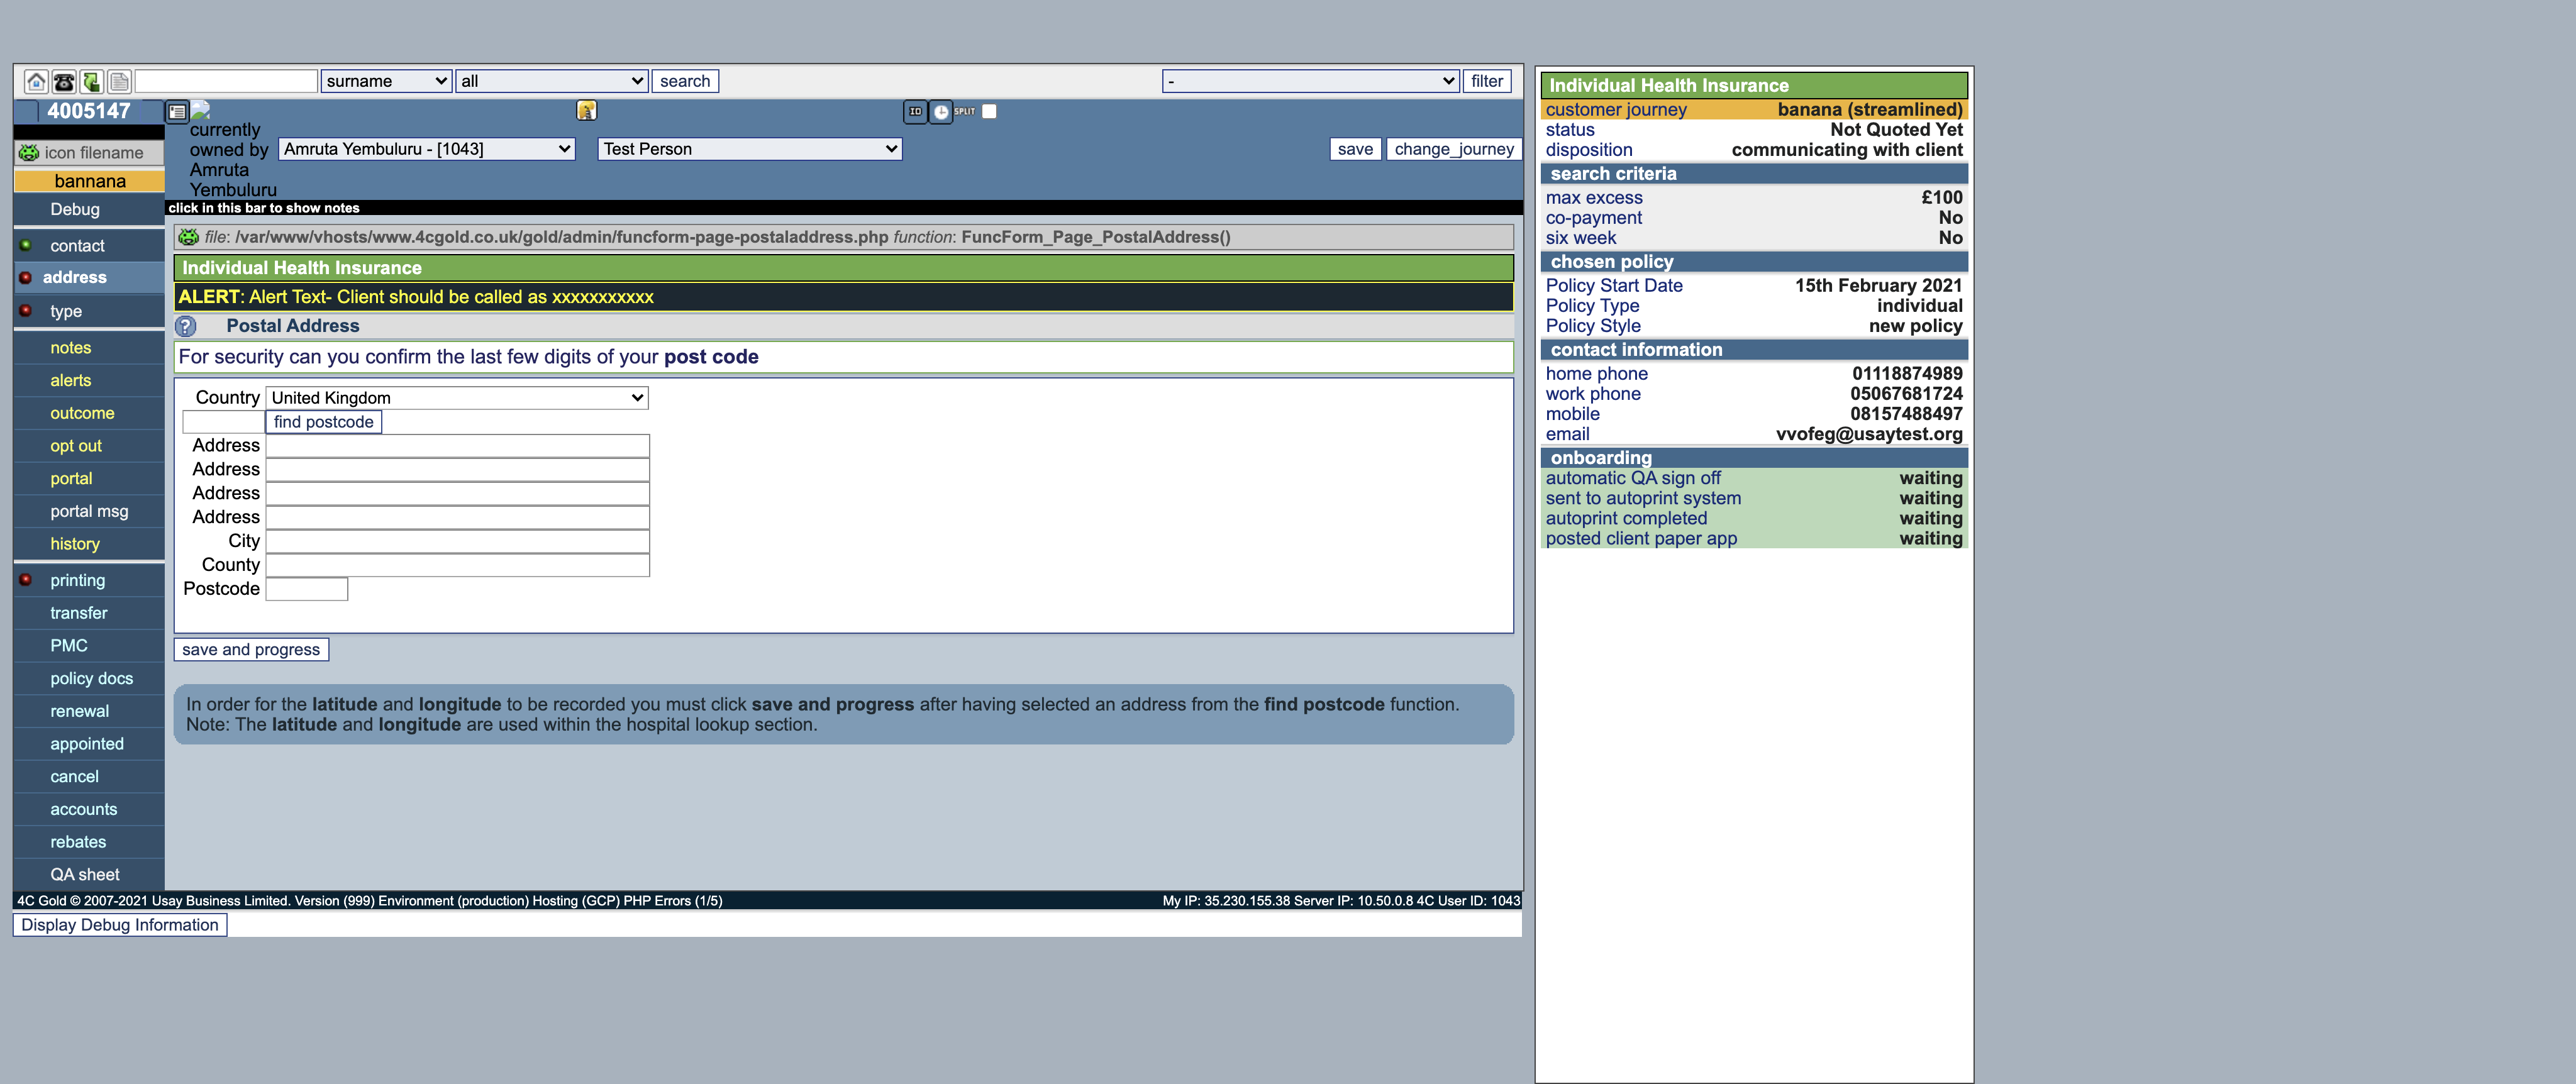 surname all search - filter
4005147 ID SPLIT
currently owned by Amruta Yembuluru
Amruta Yembuluru - [1043] Test Person save change_journey
icon filename
bannana
Debug
contact
address
type
notes
alerts
outcome
opt out
portal
portal msg
history
printing
transfer
PMC
policy docs
renewal
appointed
cancel
accounts
rebates
QA sheet
click in this bar to show notes
file: /var/www/vhosts/www.4cgold.co.uk/gold/admin/funcform-page-postaladdress.php function: FuncForm_Page_PostalAddress()
Individual Health Insurance
ALERT: Alert Text- Client should be called as xxxxxxxxxxx
? Postal Address
For security can you confirm the last few digits of your post code
Country United Kingdom
find postcode
Address
Address
Address
Address
City
County
Postcode
save and progress
In order for the latitude and longitude to be recorded you must click save and progress after having selected an address from the find postcode function.
Note: The latitude and longitude are used within the hospital lookup section.
4C Gold © 2007-2021 Usay Business Limited. Version (999) Environment (production) Hosting (GCP) PHP Errors (1/5) My IP: 35.230.155.38 Server IP: 10.50.0.8 4C User ID: 1043
Display Debug Information
Individual Health Insurance
customer journey banana (streamlined)
status Not Quoted Yet
disposition communicating with client
search criteria
max excess £100
co-payment No
six week No
chosen policy
Policy Start Date 15th February 2021
Policy Type individual
Policy Style new policy
contact information
home phone 01118874989
work phone 05067681724
mobile 08157488497
email vvofeg@usaytest.org
onboarding
automatic QA sign off waiting
sent to autoprint system waiting
autoprint completed waiting
posted client paper app waiting